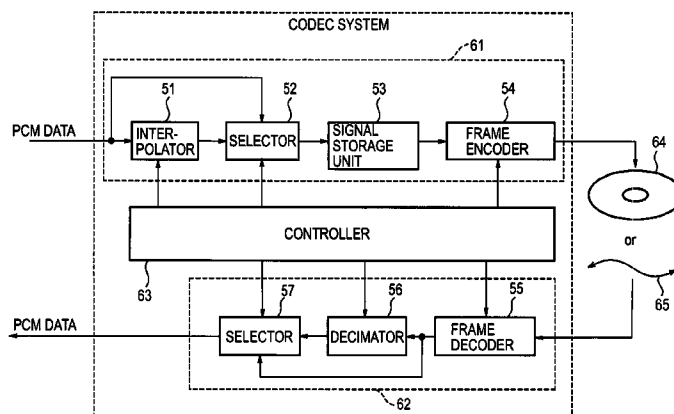 CODEC SYSTEM
61
51
52
53
54
PCM DATA
INTER-
POLATOR
SELECTOR
SIGNAL
STORAGE
UNIT
FRAME
ENCODER
64
CONTROLLER
or
63
65
57
56
55
PCM DATA
SELECTOR
DECIMATOR
FRAME
DECODER
62